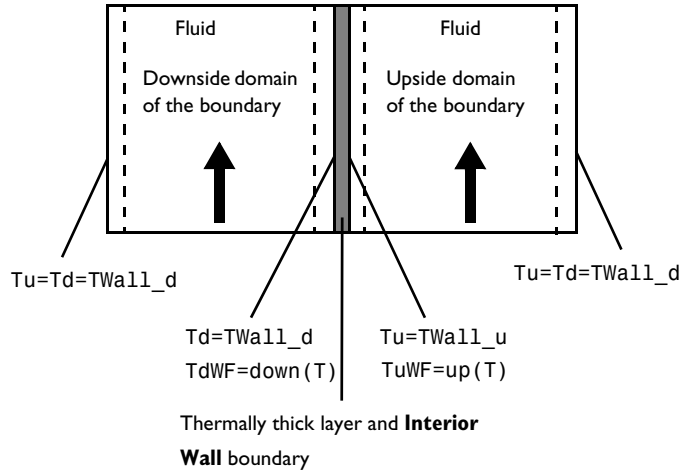 Fluid
Fluid
Downside domain
of the boundary
Upside domain
of the boundary
Tu=Td=TWall_d
Tu=Td=TWall_d
Td=TWall_d
TdWF=down(T)
Tu=TWall_u
TuWF=up(T)
Thermally thick layer and Interior
Wall boundary